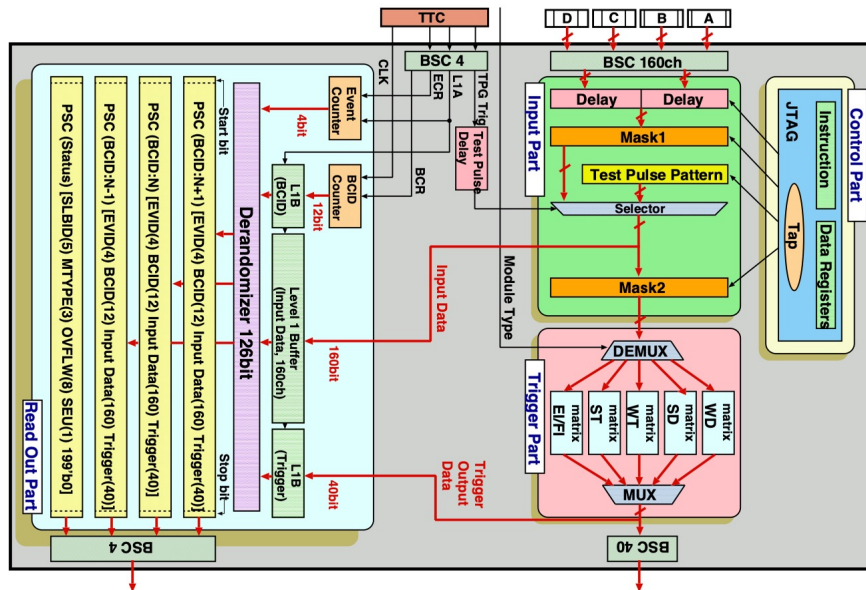 TTC
D
C
B
A
BSC 4
BSC 160ch
CLK
ECR
L1A
TPG Trig
BCR
Test Pulse
Delay
Module Type
Input Part
Delay
Delay
Mask1
Test Pulse Pattern
Selector
Mask2
Control Part
JTAG
Instruction
Tap
Data Registers
Trigger Part
DEMUX
matrix
EI/FI
matrix
ST
matrix
WT
matrix
SD
matrix
WD
MUX
BSC 40
Event
Counter
4bit
BCID
Counter
12bit
L1B
(BCID)
Level 1 Buffer
(Input Data, 160ch)
160bit
Input Data
L1B
(Trigger)
40bit
Trigger
Output
Data
Derandomizer 126bit
Start bit
Stop bit
PSC (BCID:N+1) [EVID(4) BCID(12) Input Data(160) Trigger(40)]
PSC (BCID:N) [EVID(4) BCID(12) Input Data(160) Trigger(40)]
PSC (BCID:N-1) [EVID(4) BCID(12) Input Data(160) Trigger(40)]
PSC (Status) [SLBID(5) MTYPE(3) OVFLW(8) SEU(1) 199'b0]
Read Out Part
BSC 4